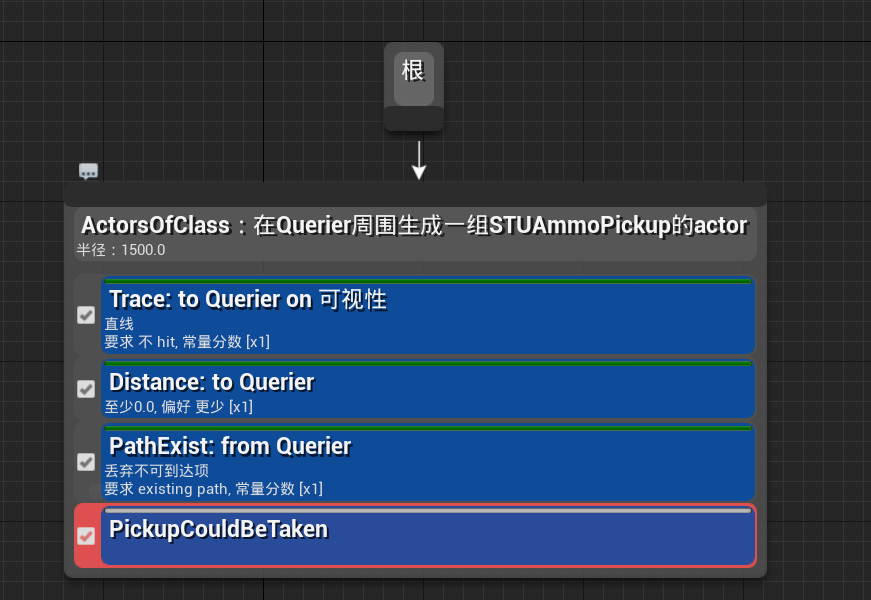 根
ActorsOfClass：在Querier周围生成一组STUAmmoPickup的actor
半径：1500.0
Trace: to Querier on 可视性
直线
要求 不 hit, 常量分数 [x1]
Distance: to Querier
至少0.0, 偏好 更少 [x1]
PathExist: from Querier
丢弃不可到达项
要求 existing path, 常量分数 [x1]
PickupCouldBeTaken